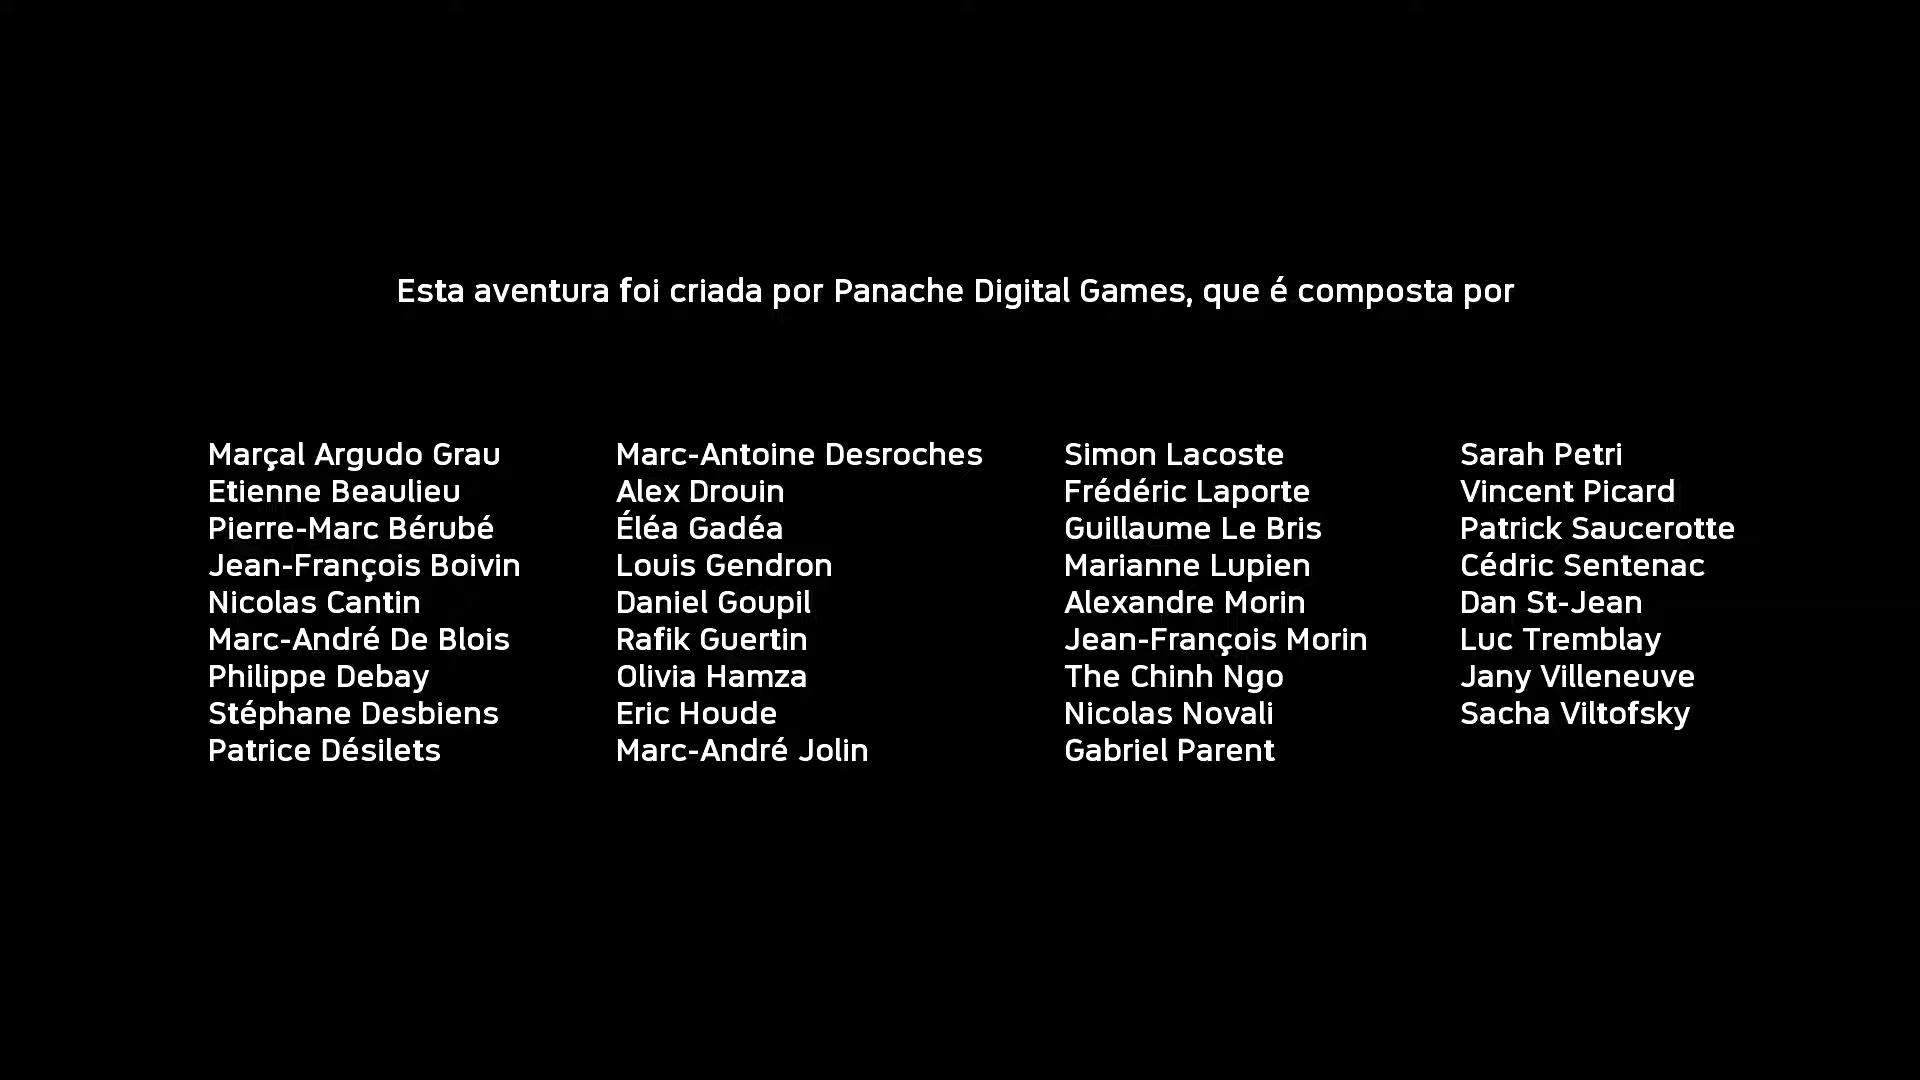 Esta aventura foi criada por Panache Digital Games, que é composta por
Marçal Argudo Grau
Etienne Beaulieu
Pierre-Marc Bérubé
Jean-François Boivin
Nicolas Cantin
Marc-André De Blois
Philippe Debay
Stéphane Desbiens
Patrice Désilets
Marc-Antoine Desroches
Alex Drouin
Éléa Gadéa
Louis Gendron
Daniel Goupil
Rafik Guertin
Olivia Hamza
Eric Houde
Marc-André Jolin
Simon Lacoste
Frédéric Laporte
Guillaume Le Bris
Marianne Lupien
Alexandre Morin
Jean-François Morin
The Chinh Ngo
Nicolas Novali
Gabriel Parent
Sarah Petri
Vincent Picard
Patrick Saucerotte
Cédric Sentenac
Dan St-Jean
Luc Tremblay
Jany Villeneuve
Sacha Viltofsky